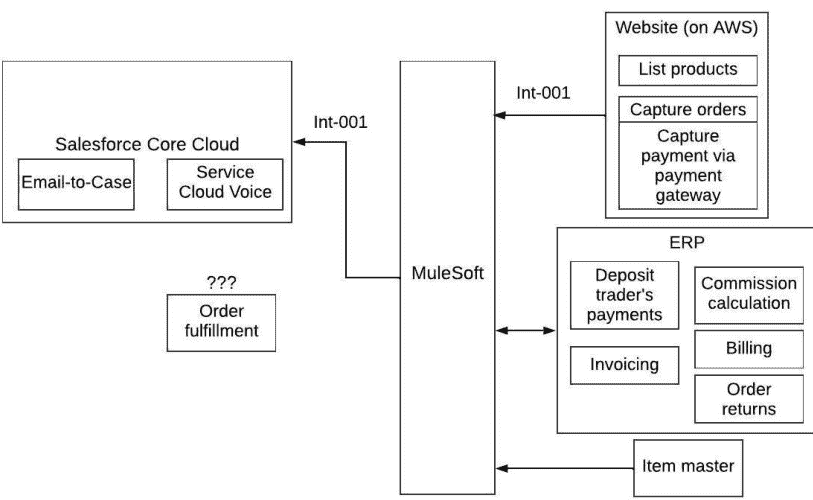 Website (on AWS)
List products
Capture orders
Capture
payment via
payment
gateway
Int-001
Int-001
Salesforce Core Cloud
Email-to-Case
Service
Cloud Voice
MuleSoft
???
Order
fulfillment
ERP
Deposit
trader's
payments
Commission
calculation
Invoicing
Billing
Order
returns
Item master